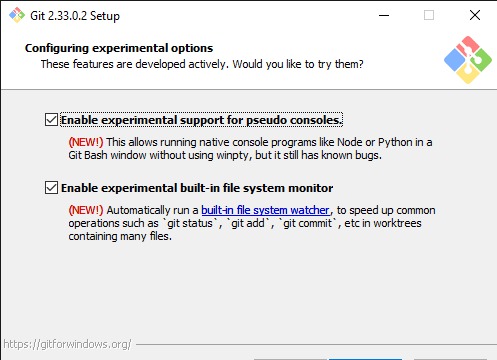 Git 2.33.0.2 Setup
Configuring experimental options
These features are developed actively. Would you like to try them?
Enable experimental support for pseudo consoles.
(NEW!) This allows running native console programs like Node or Python in a
Git Bash window without using winpty, but it still has known bugs.
Enable experimental built-in file system monitor
(NEW!) Automatically run a built-in file system watcher, to speed up common
operations such as `git status`, `git add`, `git commit`, etc in worktrees
containing many files.
https://gitforwindows.org/